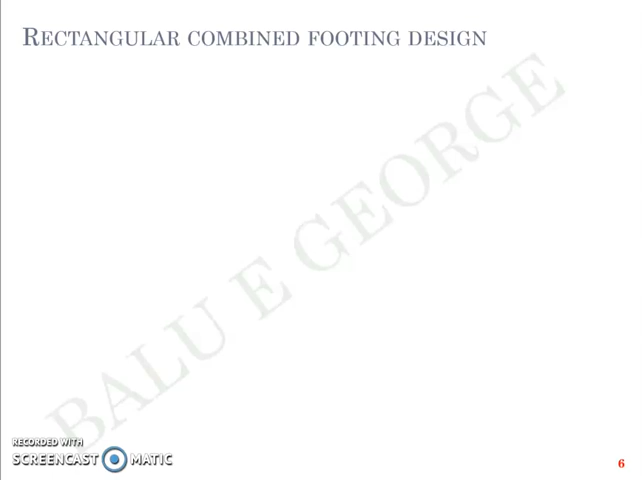 RECTANGULAR COMBINED FOOTING DESIGN
BALU E GEORGE
RECORDED WITH
SCREENCAST MATIC
6